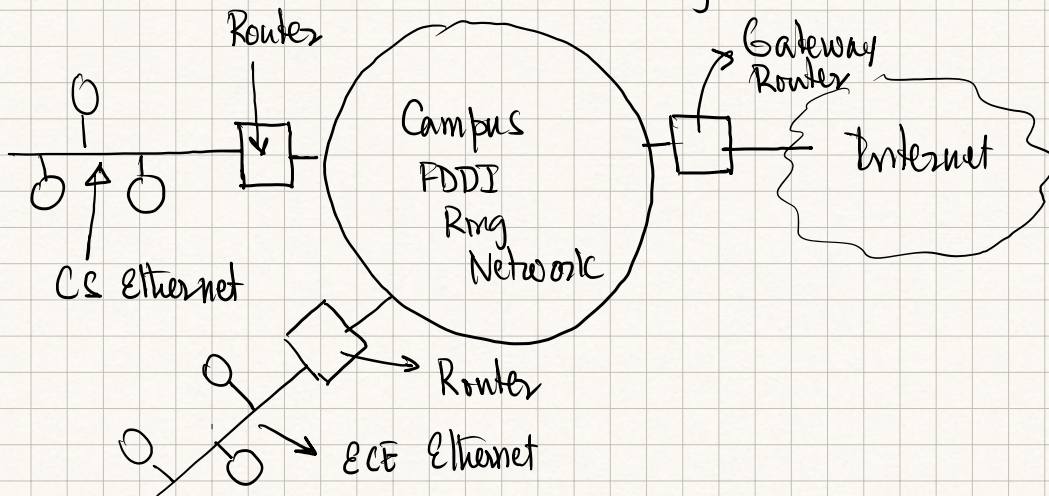 Router
Gateway
Router
Campus
FDDI
Ring
Network
Internet
CS Ethernet
Router
ECE Ethernet